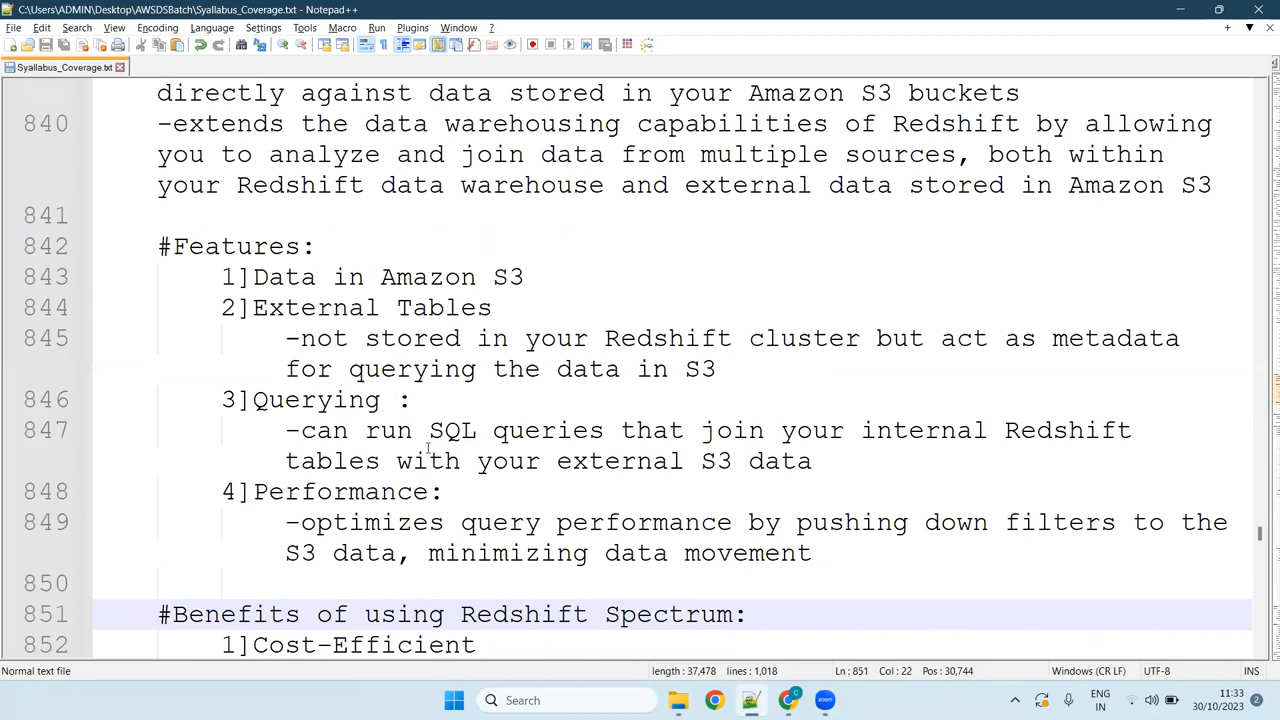 C:\Users\ADMIN\Desktop\AWSDSBatch\Syallabus_Coverage.txt - Notepad++
File Edit Search View Encoding Language Settings Tools Macro Run Plugins Window ?
Syallabus_Coverage.txt
directly against data stored in your Amazon S3 buckets
840 -extends the data warehousing capabilities of Redshift by allowing
you to analyze and join data from multiple sources, both within
your Redshift data warehouse and external data stored in Amazon S3
841
842 #Features:
843 1]Data in Amazon S3
844 2]External Tables
845 -not stored in your Redshift cluster but act as metadata
for querying the data in S3
846 3]Querying :
847 -can run SQL queries that join your internal Redshift
tables with your external S3 data
848 4]Performance:
849 -optimizes query performance by pushing down filters to the
S3 data, minimizing data movement
850
851 #Benefits of using Redshift Spectrum:
852 1]Cost-Efficient
Normal text file length : 37,478 lines : 1,018 Ln : 851 Col : 22 Pos : 30,744 Windows (CR LF) UTF-8 INS
Search
ENG
IN
11:33
30/10/2023
2